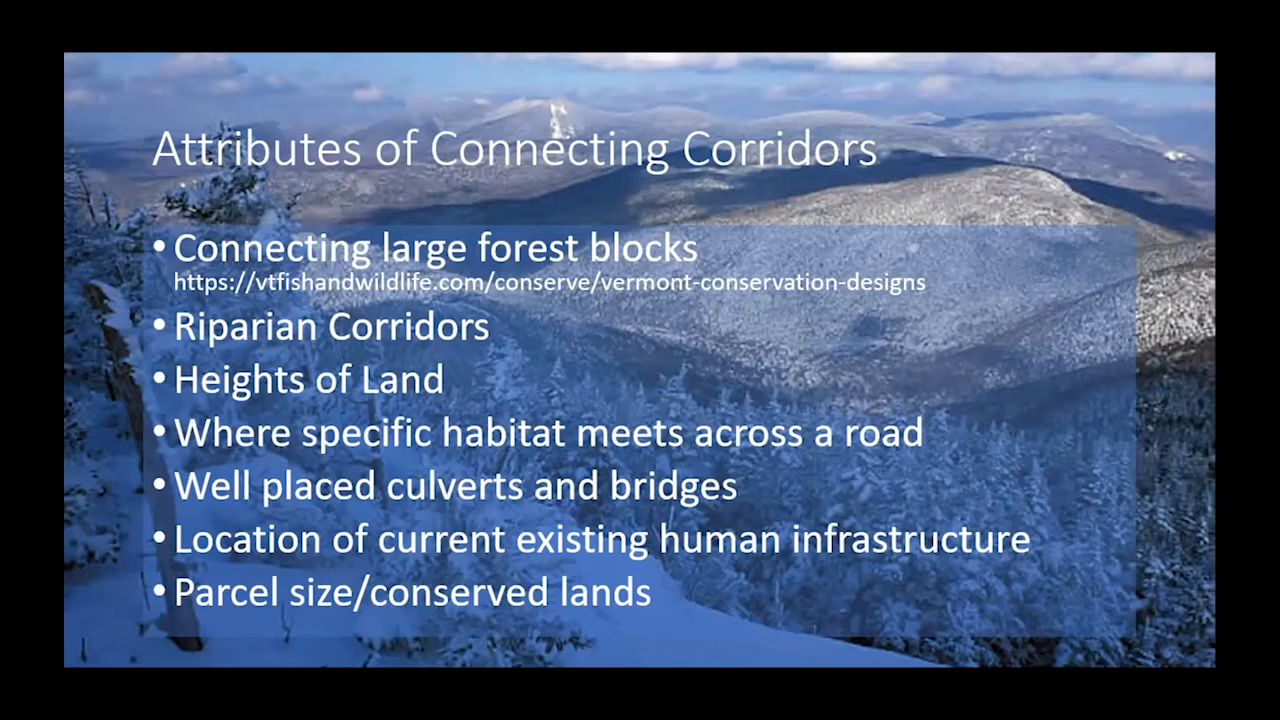 Attributes of Connecting Corridors
• Connecting large forest blocks
https://vtfishandwildlife.com/conserve/vermont-conservation-designs
• Riparian Corridors
• Heights of Land
• Where specific habitat meets across a road
• Well placed culverts and bridges
• Location of current existing human infrastructure
• Parcel size/conserved lands